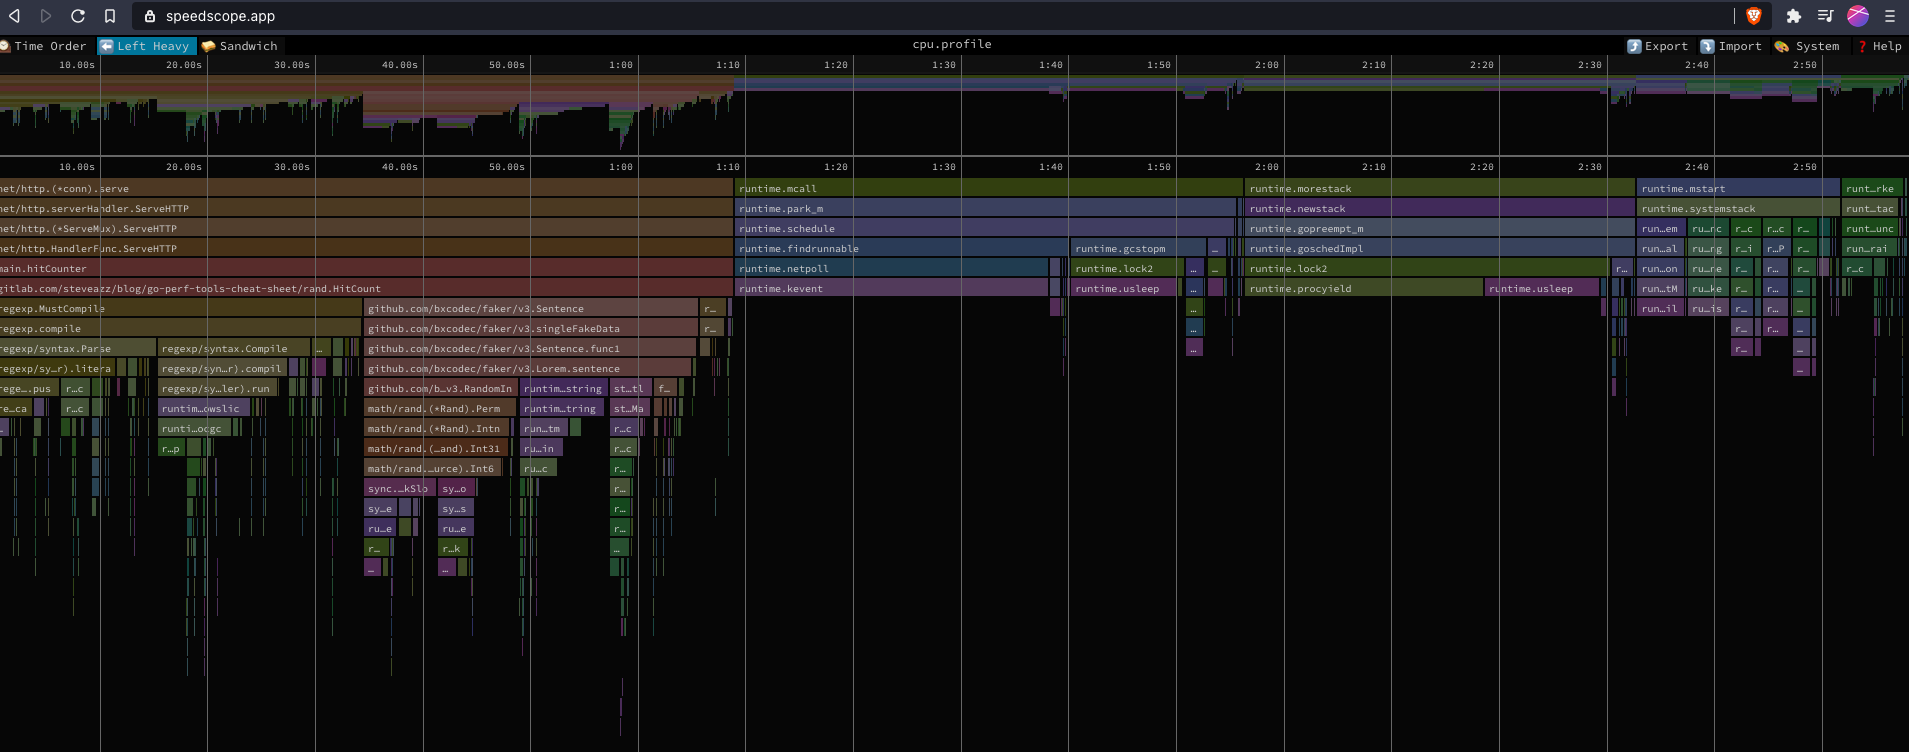 speedscope.app
Time Order Left Heavy Sandwich cpu.profile Export Import System Help
10.00s 20.00s 30.00s 40.00s 50.00s 1:00 1:10 1:20 1:30 1:40 1:50 2:00 2:10 2:20 2:30 2:40 2:50
10.00s 20.00s 30.00s 40.00s 50.00s 1:00 1:10 1:20 1:30 1:40 1:50 2:00 2:10 2:20 2:30 2:40 2:50
net/http.(*conn).serve runtime.mcall runtime.morestack runtime.mstart runt…rke
net/http.serverHandler.ServeHTTP runtime.park_m runtime.newstack runtime.systemstack runt…tac
net/http.(*ServeMux).ServeHTTP runtime.schedule runtime.gopreempt_m run…em ru…nc r…c r…c r… runt…unc
net/http.HandlerFunc.ServeHTTP runtime.findrunnable runtime.gcstopm … runtime.goschedImpl run…al ru…ng r…i r…P r… run…rai
main.hitCounter runtime.netpoll runtime.lock2 … … runtime.lock2 r… run…on ru…ne r… r… r… r…c
gitlab.com/steveazz/blog/go-perf-tools-cheat-sheet/rand.HitCount runtime.kevent runtime.usleep … runtime.procyield runtime.usleep run…tM ru…ke r… r… …
regexp.MustCompile github.com/bxcodec/faker/v3.Sentence r… … run…il ru…is r… r… …
regexp.compile github.com/bxcodec/faker/v3.singleFakeData r… … r… r… …
regexp/syntax.Parse regexp/syntax.Compile … github.com/bxcodec/faker/v3.Sentence.func1 … r… …
regexp/sy…r).litera regexp/syn…r).compil github.com/bxcodec/faker/v3.Lorem.sentence …
rege….pus r…c regexp/sy…ler).run github.com/b…v3.RandomIn runtim…string st…tl f…
re…ca r…c runtim…owslic math/rand.(*Rand).Perm runtim…tring st…Ma
… runti…ocgc math/rand.(*Rand).Intn run…tm r…c
r…p math/rand.(…and).Int31 ru…in r…c
math/rand.…urce).Int6 ru…c r…
sync.…kSlo sy…o r…
sy…e sy…s r…
ru…e ru…e r…
r… r…k …
… …